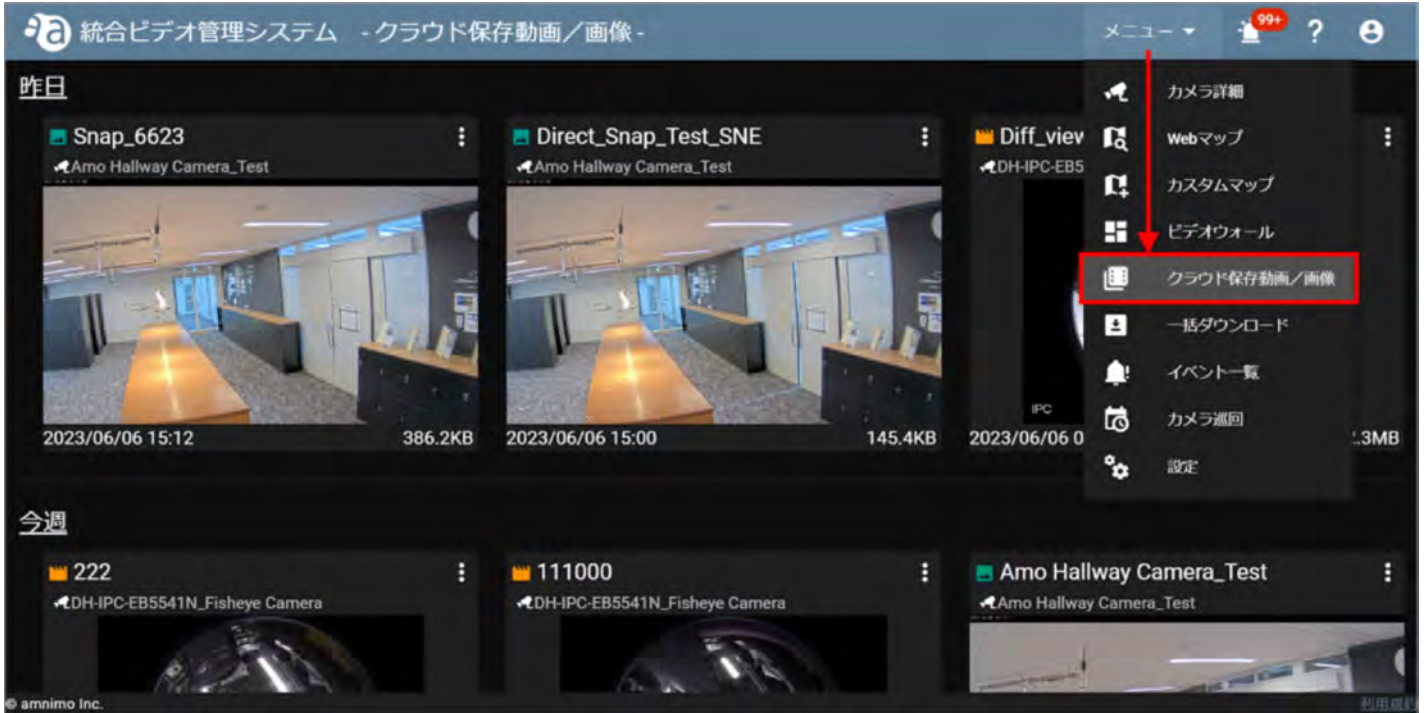 統合ビデオ管理システム - クラウド保存動画／画像 -
メニュー
99+
?
昨日
Snap_6623
Amo Hallway Camera_Test
2023/06/06 15:12
386.2KB
Direct_Snap_Test_SNE
Amo Hallway Camera_Test
2023/06/06 15:00
145.4KB
Diff_view
DH-IPC-EB5
IPC
2023/06/06 0
.3MB
カメラ詳細
Webマップ
カスタムマップ
ビデオウォール
クラウド保存動画／画像
一括ダウンロード
イベント一覧
カメラ巡回
設定
今週
222
DH-IPC-EB5541N_Fisheye Camera
111000
DH-IPC-EB5541N_Fisheye Camera
Amo Hallway Camera_Test
Amo Hallway Camera_Test
© amnimo Inc.
利用規約